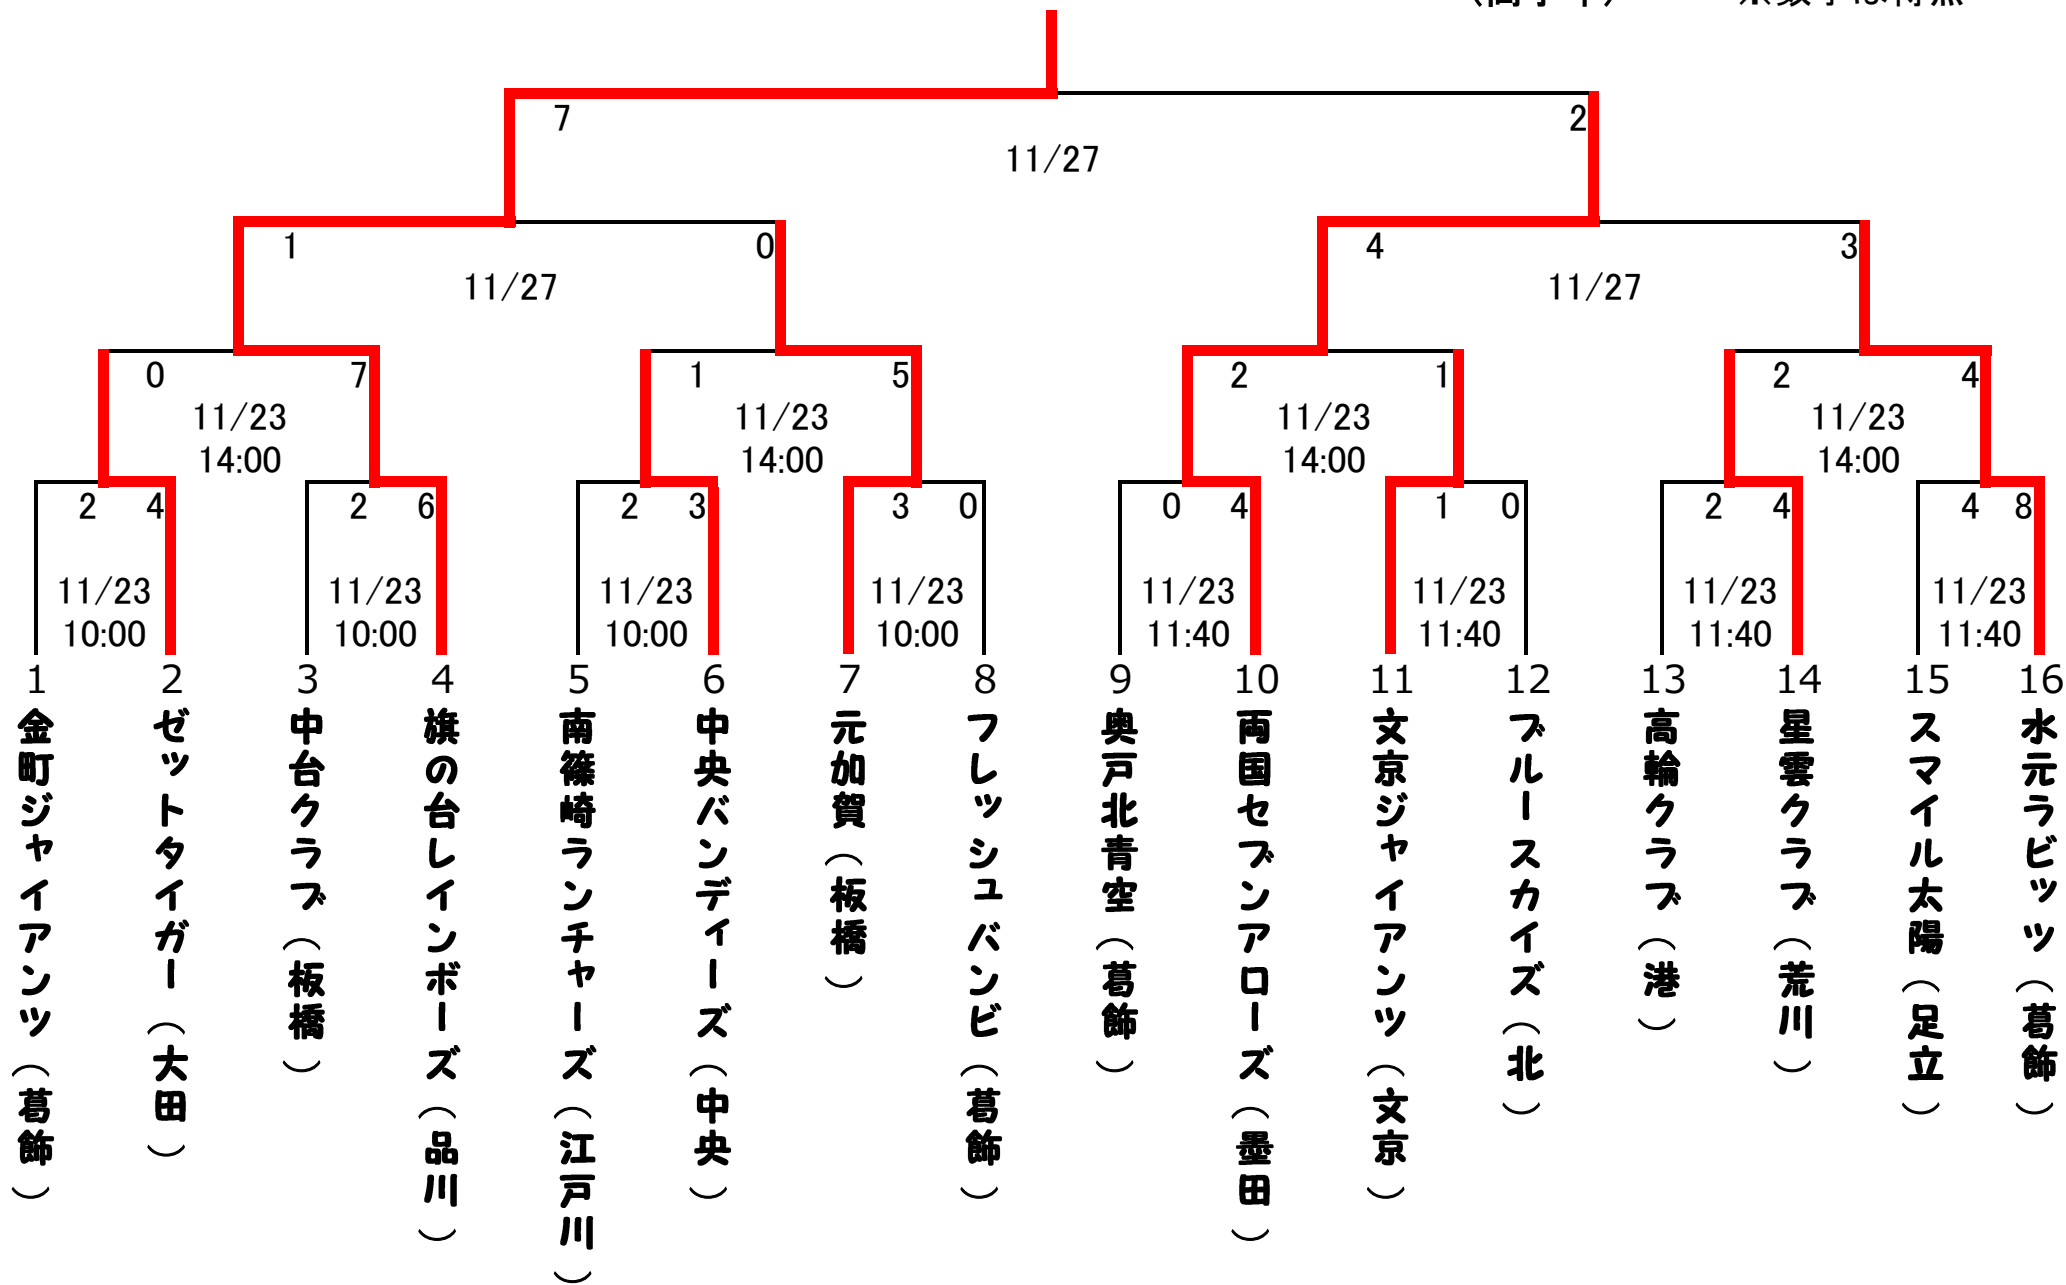 7 2
11/27
1 0 4 3
11/27 11/27
0 7 1 5 2 1 2 4
11/23 11/23 11/23 11/23
14:00 14:00 14:00 14:00
2 4 2 6 2 3 3 0 0 4 1 0 2 4 4 8
11/23 11/23 11/23 11/23 11/23 11/23 11/23 11/23
10:00 10:00 10:00 10:00 11:40 11:40 11:40 11:40
1 2 3 4 5 6 7 8 9 10 11 12 13 14 15 16
金町ジャイアンツ(葛飾)
ゼットタイガー(大田)
中台クラブ(板橋)
旗の台レインボーズ(品川)
南篠崎ランチャーズ(江戸川)
中央バンディーズ(中央)
元加賀(板橋)
フレッシュバンビ(葛飾)
奥戸北青空(葛飾)
両国セブンアローズ(墨田)
文京ジャイアンツ(文京)
ブルースカイズ(北)
高輪クラブ(港)
星雲クラブ(荒川)
スマイル太陽(足立)
水元ラビッツ(葛飾)